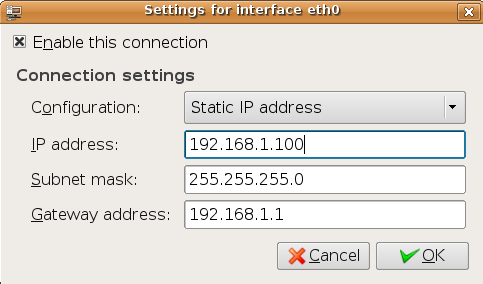 Settings for interface eth0
Enable this connection
Connection settings
Configuration: Static IP address
IP address: 192.168.1.100
Subnet mask: 255.255.255.0
Gateway address: 192.168.1.1
Cancel OK